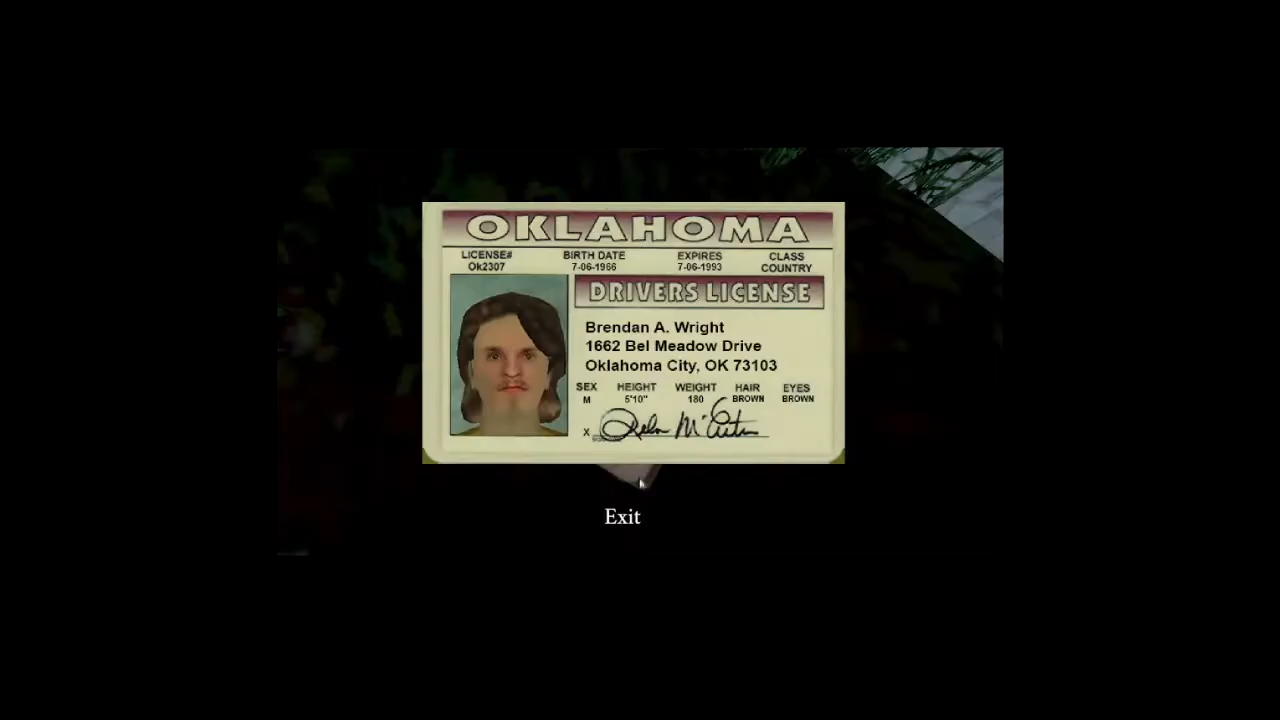 OKLAHOMA
LICENSE# BIRTH DATE EXPIRES CLASS
Ok2307 7-06-1966 7-06-1993 COUNTRY
DRIVERS LICENSE
Brendan A. Wright
1662 Bel Meadow Drive
Oklahoma City, OK 73103
SEX HEIGHT WEIGHT HAIR EYES
M 5'10" 180 BROWN BROWN
X
Exit